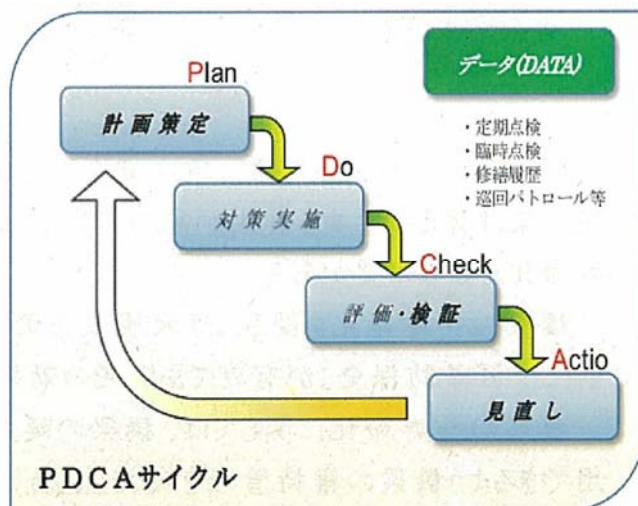 Plan
データ(DATA)
計画策定
・定期点検
・臨時点検
・修繕履歴
・巡回パトロール等
Do
対策実施
Check
評価・検証
Actio
見直し
PDCAサイクル